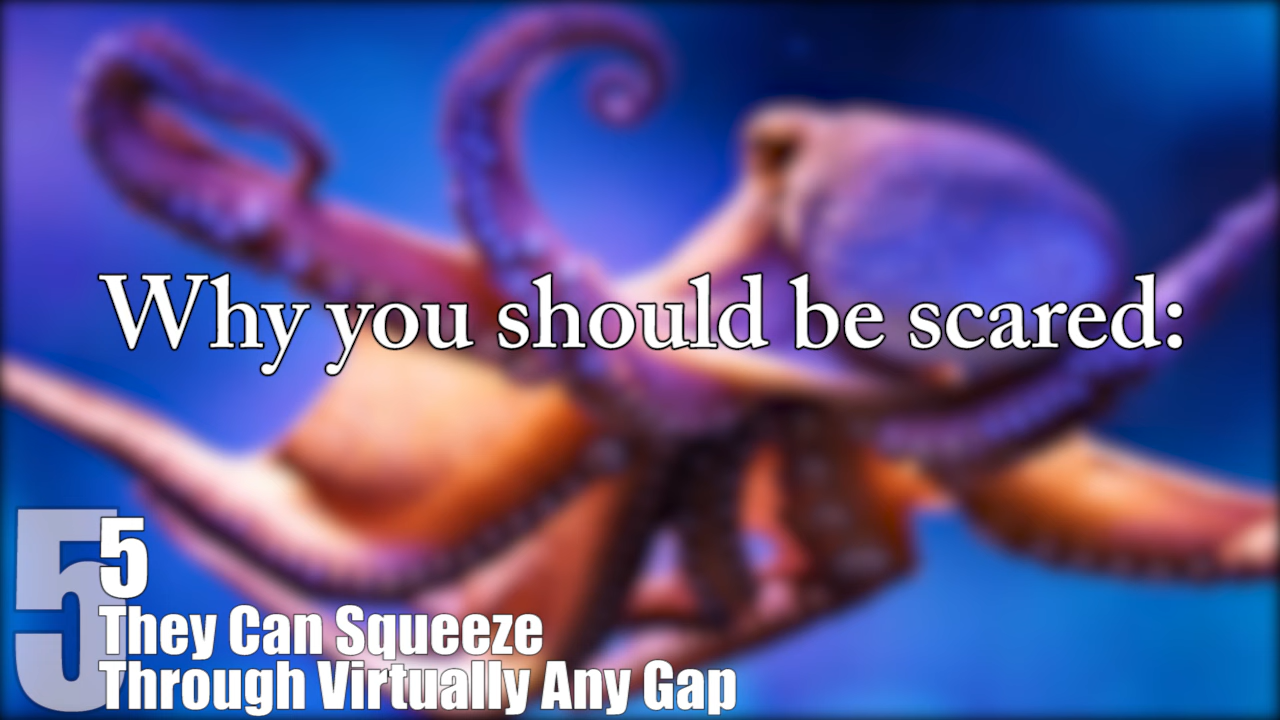 Why you should be scared:
5
5
They Can Squeeze
Through Virtually Any Gap